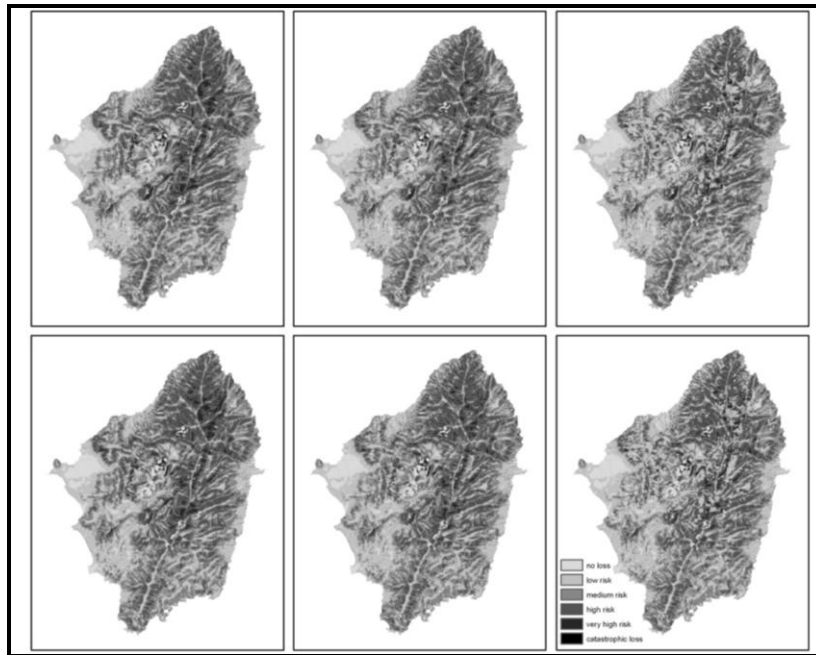 no loss
low risk
medium risk
high risk
very high risk
catastrophic loss